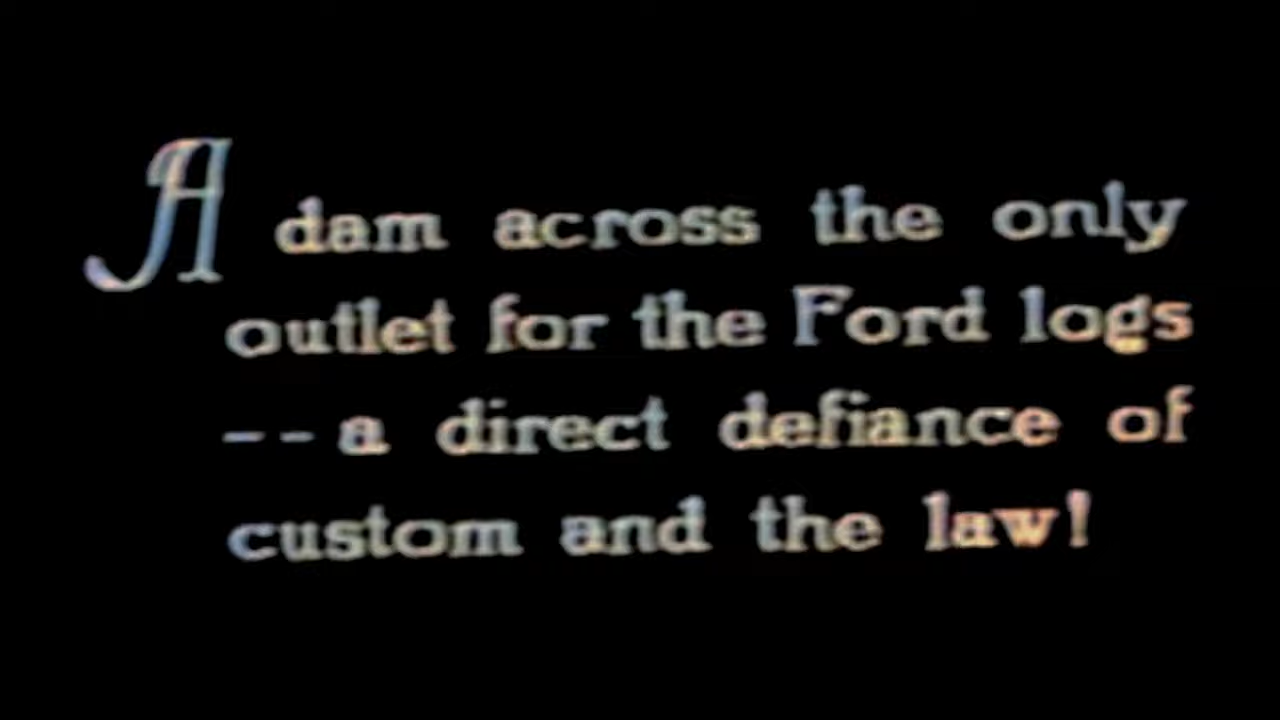 A dam across the only
outlet for the Ford logs
-- a direct defiance of
custom and the law!